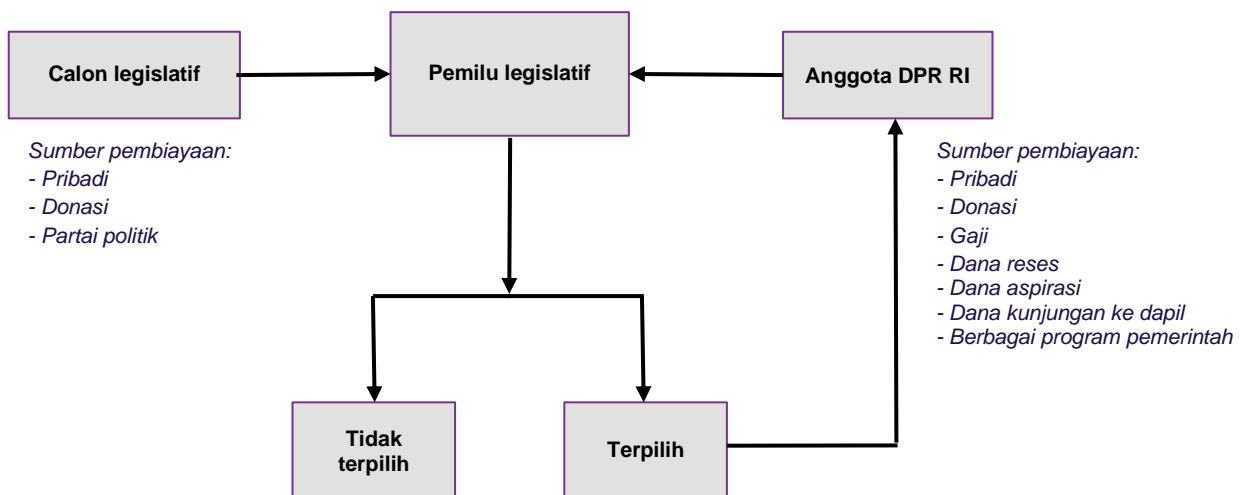 Calon legislatif
Pemilu legislatif
Anggota DPR RI
Sumber pembiayaan:
- Pribadi
- Donasi
- Partai politik
Sumber pembiayaan:
- Pribadi
- Donasi
- Gaji
- Dana reses
- Dana aspirasi
- Dana kunjungan ke dapil
- Berbagai program pemerintah
Tidak
terpilih
Terpilih